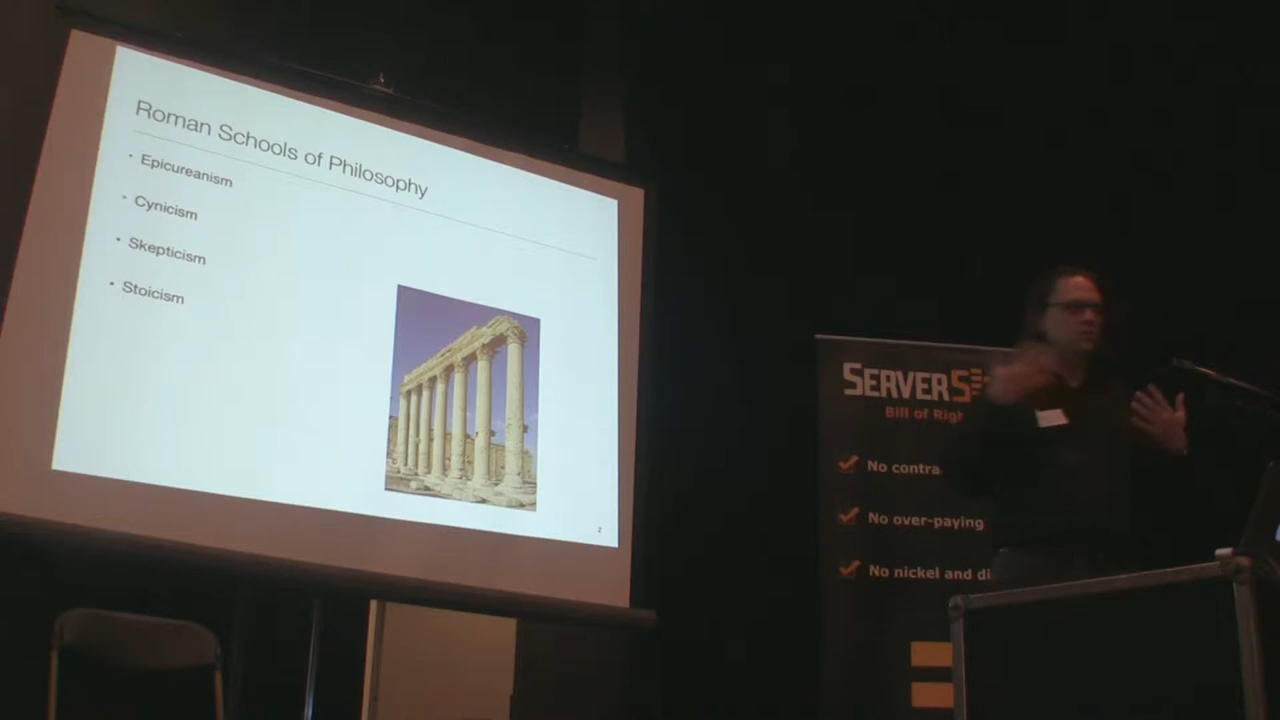 Roman Schools of Philosophy
• Epicureanism
• Cynicism
• Skepticism
• Stoicism
2
SERVERS
Bill of Righ
No contra
No over-paying
No nickel and di